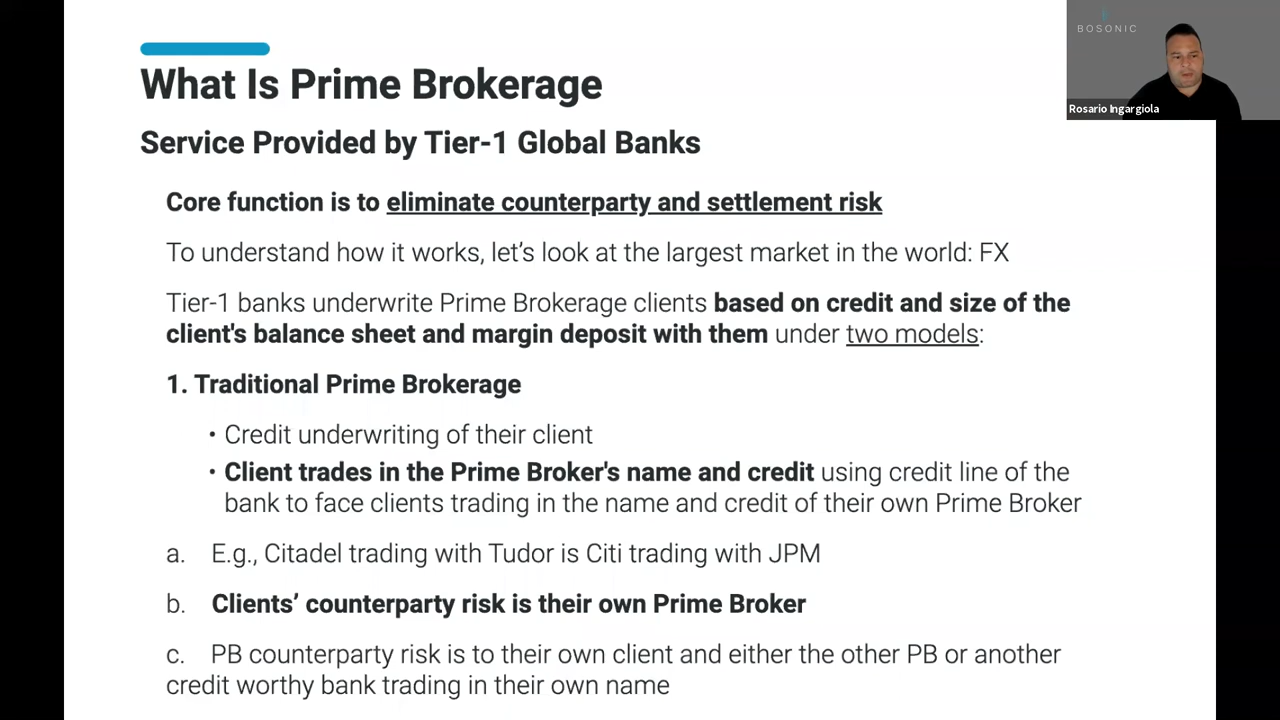 What Is Prime Brokerage
Service Provided by Tier-1 Global Banks
Core function is to eliminate counterparty and settlement risk
To understand how it works, let's look at the largest market in the world: FX
Tier-1 banks underwrite Prime Brokerage clients based on credit and size of the
client's balance sheet and margin deposit with them under two models:
1. Traditional Prime Brokerage
• Credit underwriting of their client
• Client trades in the Prime Broker's name and credit using credit line of the
bank to face clients trading in the name and credit of their own Prime Broker
a. E.g., Citadel trading with Tudor is Citi trading with JPM
b. Clients’ counterparty risk is their own Prime Broker
c. PB counterparty risk is to their own client and either the other PB or another
credit worthy bank trading in their own name
BOSONIC
Rosario Ingargiola